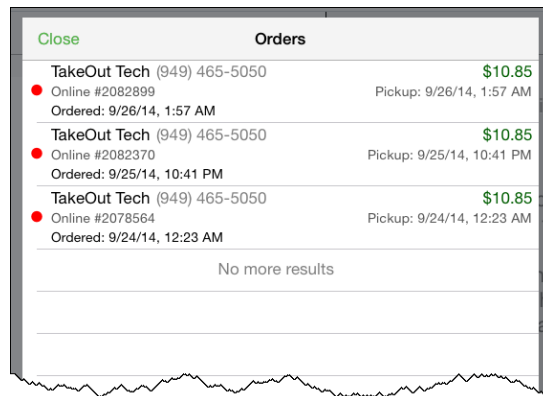 Close Orders
TakeOut Tech (949) 465-5050 $10.85
Online #2082899 Pickup: 9/26/14, 1:57 AM
Ordered: 9/26/14, 1:57 AM
TakeOut Tech (949) 465-5050 $10.85
Online #2082370 Pickup: 9/25/14, 10:41 PM
Ordered: 9/25/14, 10:41 PM
TakeOut Tech (949) 465-5050 $10.85
Online #2078564 Pickup: 9/24/14, 12:23 AM
Ordered: 9/24/14, 12:23 AM
No more results